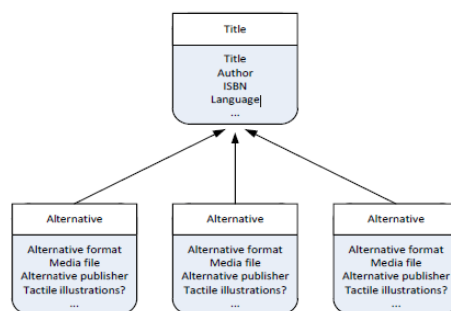 Title
Title
Author
ISBN
Language
...
Alternative
Alternative format
Media file
Alternative publisher
Tactile illustrations?
...
Alternative
Alternative format
Media file
Alternative publisher
Tactile illustrations?
...
Alternative
Alternative format
Media file
Alternative publisher
Tactile illustrations?
...